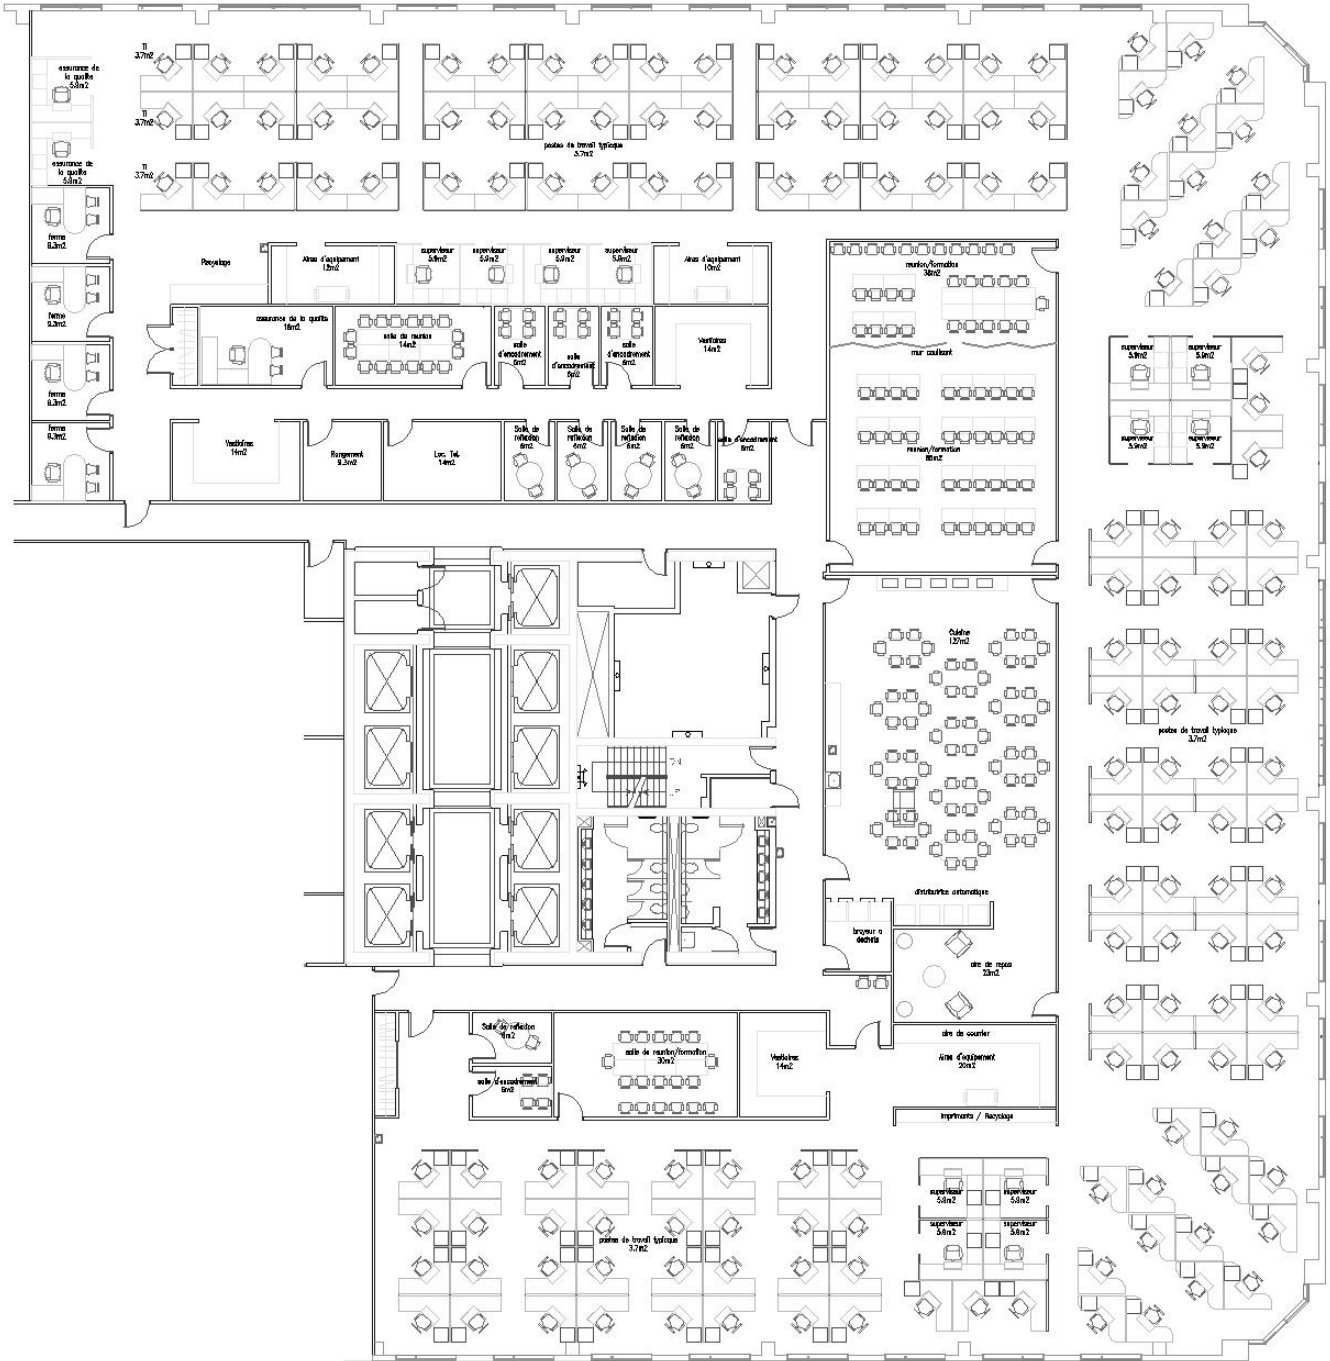 TI
3.7m2
assurance de
la qualite
5.9m2
TI
3.7m2
postes de travail typique
3.7m2
assurance de
la qualite
5.9m2
TI
3.7m2
ferme
9.3m2
Recyclage
Aires d'equipement
12m2
superviseur
5.9m2
superviseur
5.9m2
superviseur
5.9m2
superviseur
5.9m2
Aires d'equipement
10m2
reunion/formation
ferme
9.3m2
assurance de la qualite
16m2
salle de reunion
14m2
salle
d'encadrement
6m2
salle
d'encadrement
6m2
salle
d'encadrement
6m2
Vestiaires
14m2
mur coulissant
superviseur
5.9m2
superviseur
5.9m2
ferme
9.3m2
ferme
9.3m2
Vestiaires
14m2
Rangement
9.3m2
Loc. Tel.
14m2
Salle de
reflexion
6m2
Salle de
reflexion
6m2
Salle de
reflexion
6m2
Salle de
reflexion
6m2
salle d'encadrement
6m2
reunion/formation
superviseur
5.9m2
superviseur
5.9m2
Cuisine
127m2
postes de travail typique
3.7m2
distributrice automatique
broyeur a
dechets
aire de repos
23m2
Salle de reflexion
6m2
salle de reunion/formation
30m2
Vestiaires
14m2
aire de courrier
Aires d'equipement
20m2
salle d'encadrement
6m2
Imprimante / Recyclage
superviseur
5.9m2
superviseur
5.9m2
superviseur
5.9m2
superviseur
5.9m2
postes de travail typique
3.7m2